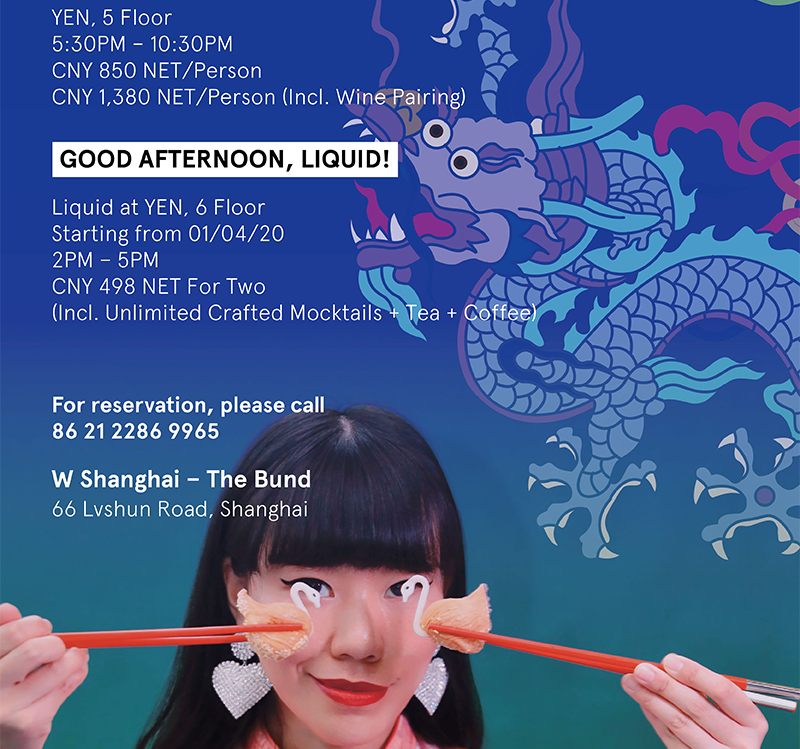 YEN, 5 Floor
5:30PM – 10:30PM
CNY 850 NET/Person
CNY 1,380 NET/Person (Incl. Wine Pairing)
GOOD AFTERNOON, LIQUID!
Liquid at YEN, 6 Floor
Starting from 01/04/20
2PM – 5PM
CNY 498 NET For Two
(Incl. Unlimited Crafted Mocktails + Tea + Coffee)
For reservation, please call
86 21 2286 9965
W Shanghai – The Bund
66 Lvshun Road, Shanghai